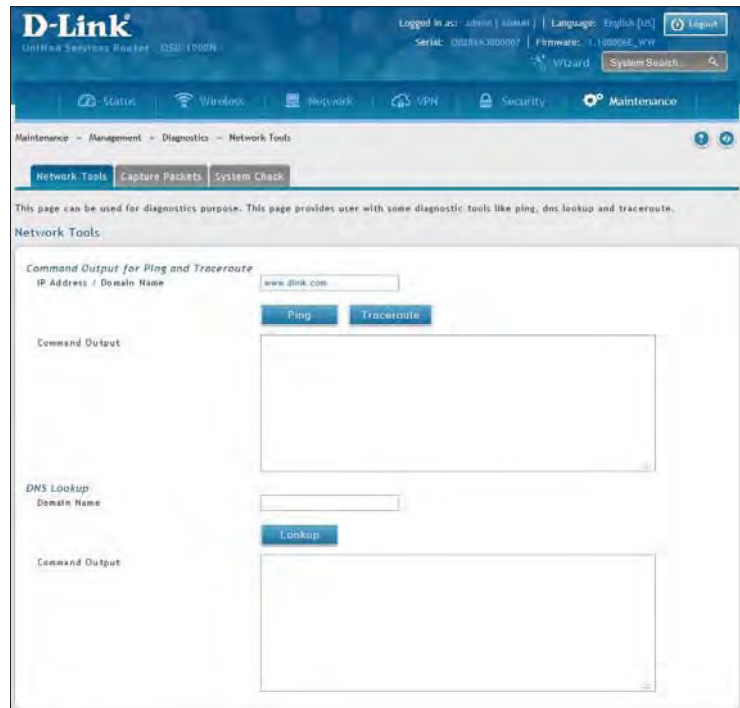 D-Link
Unified Services Router - DSR-1000N
Logged in as: admin ( ADMIN ) | Language: English [US]
Logout
Serial: | Firmware: _WW
Wizard
System Search...
Status
Wireless
Network
VPN
Security
Maintenance
Maintenance » Management » Diagnostics » Network Tools
Network Tools
Capture Packets
System Check
This page can be used for diagnostics purpose. This page provides user with some diagnostic tools like ping, dns lookup and traceroute.
Network Tools
Command Output for Ping and Traceroute
IP Address / Domain Name
www.dlink.com
Ping
Traceroute
Command Output
DNS Lookup
Domain Name
Lookup
Command Output